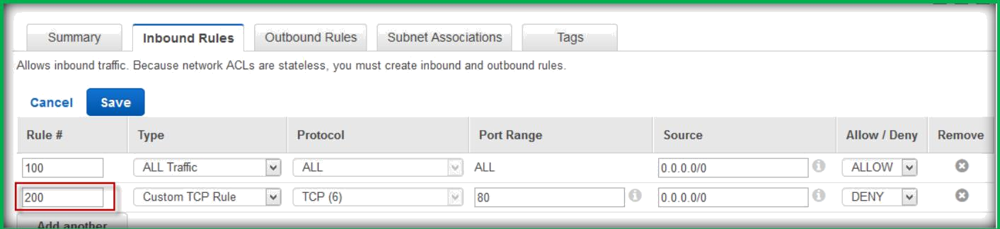 Summary Inbound Rules Outbound Rules Subnet Associations Tags
Allows inbound traffic. Because network ACLs are stateless, you must create inbound and outbound rules.
Cancel Save
Rule # Type Protocol Port Range Source Allow / Deny Remove
100 ALL Traffic ALL ALL 0.0.0.0/0 ALLOW
200 Custom TCP Rule TCP (6) 80 0.0.0.0/0 DENY
Add another